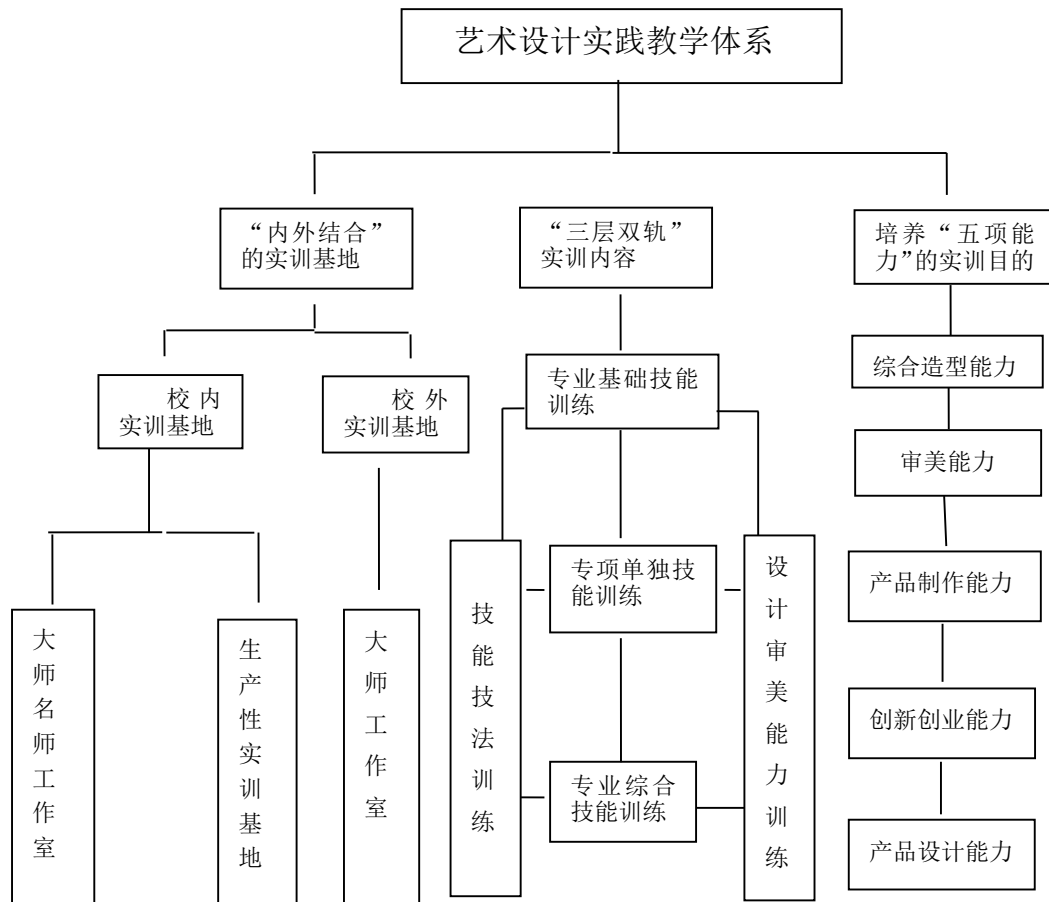 艺术设计实践教学体系
“内外结合”
的实训基地
“三层双轨”
实训内容
培养“五项能
力”的实训目的
校内
实训基地
校外
实训基地
专业基础技能
训练
综合造型能力
审美能力
大师名师工作室
生产性实训基地
大师工作室
技能技法训练
专项单独技
能训练
专业综合
技能训练
设计审美能力训练
产品制作能力
创新创业能力
产品设计能力